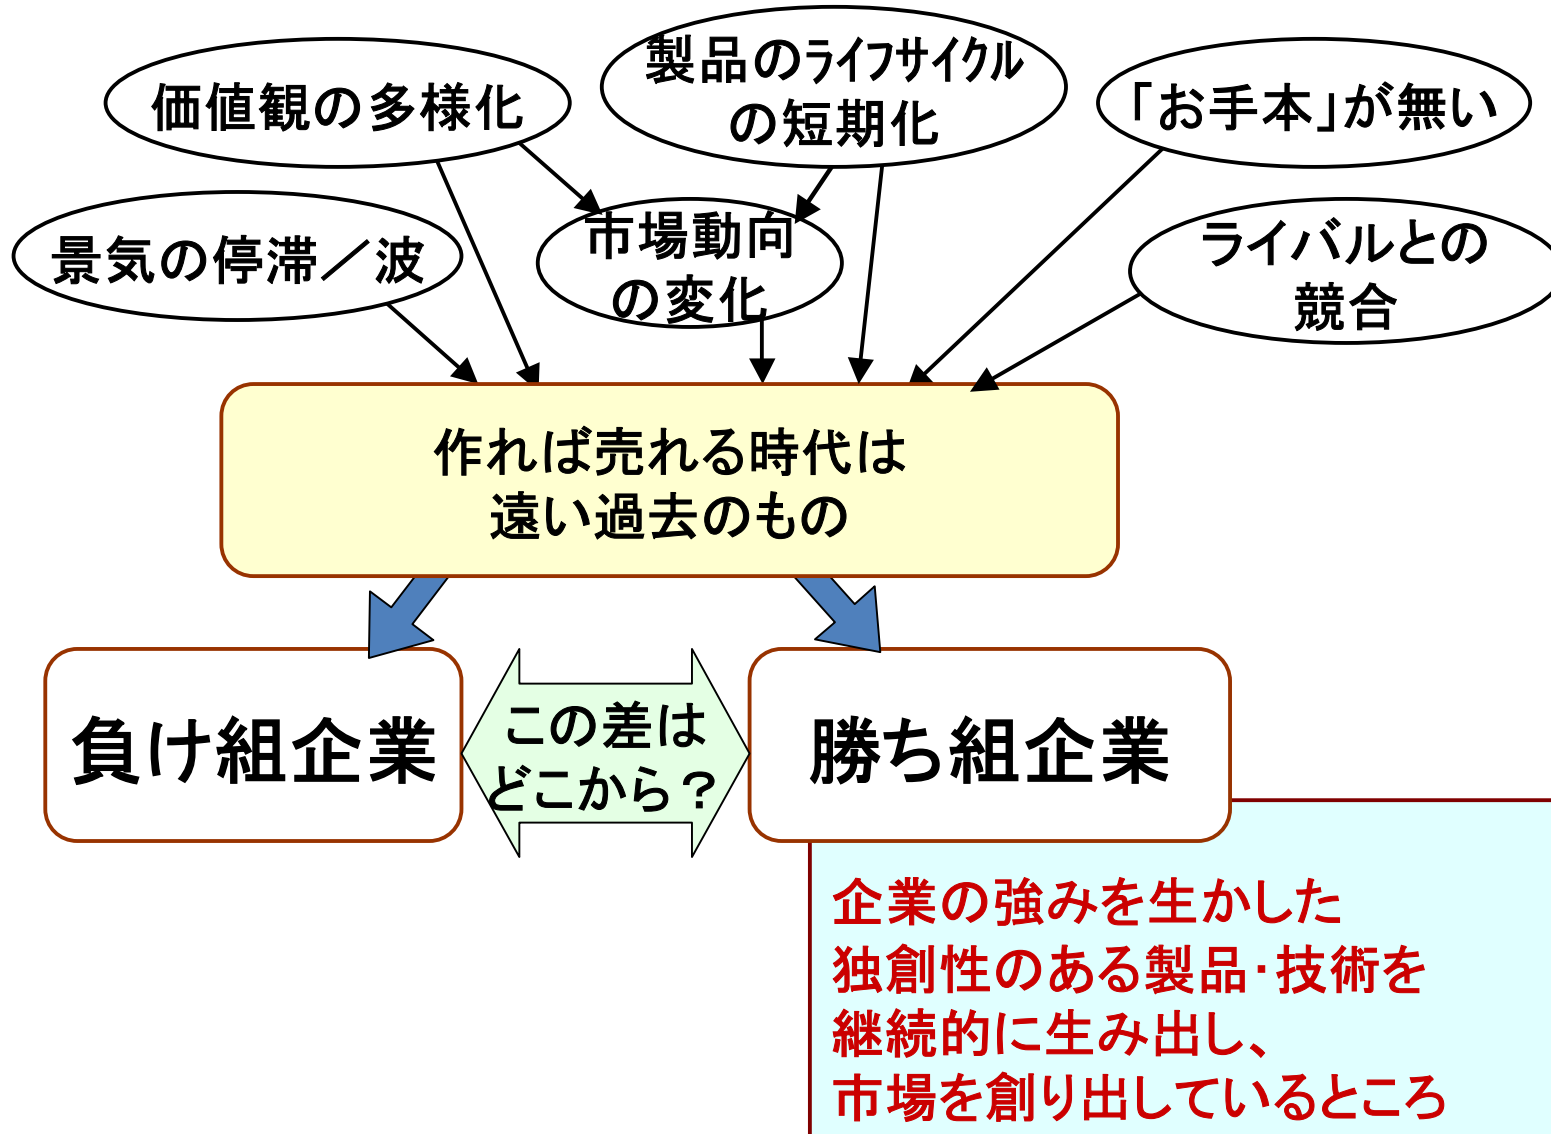 価値観の多様化
製品のﾗｲﾌｻｲｸﾙ
の短期化
｢お手本｣が無い
景気の停滞／波
市場動向
の変化
ライバルとの
競合
作れば売れる時代は
遠い過去のもの
負け組企業
この差は
どこから？
勝ち組企業
企業の強みを生かした
独創性のある製品･技術を
継続的に生み出し、
市場を創り出しているところ